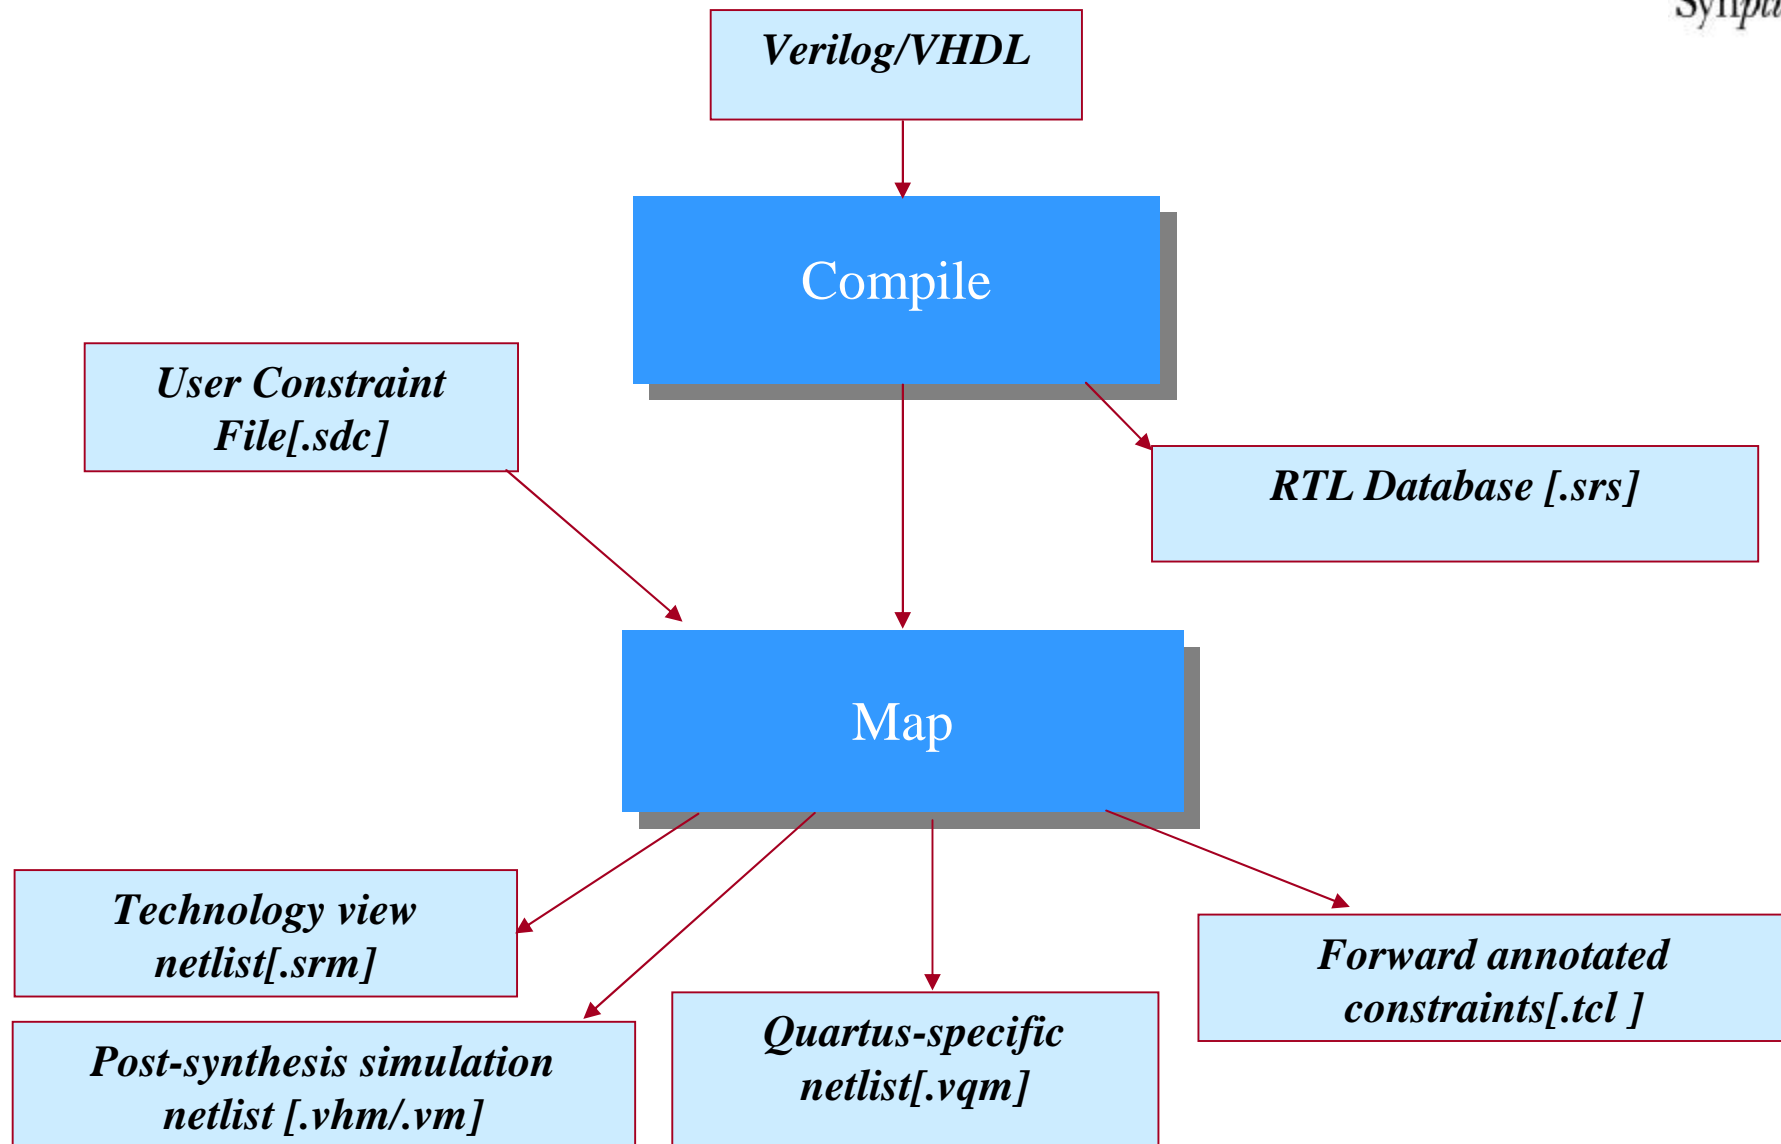 Verilog/VHDL
Compile
User Constraint
File[.sdc]
RTL Database [.srs]
Map
Technology view
netlist[.srm]
Forward annotated
constraints[.tcl ]
Quartus-specific
netlist[.vqm]
Post-synthesis simulation
netlist [.vhm/.vm]